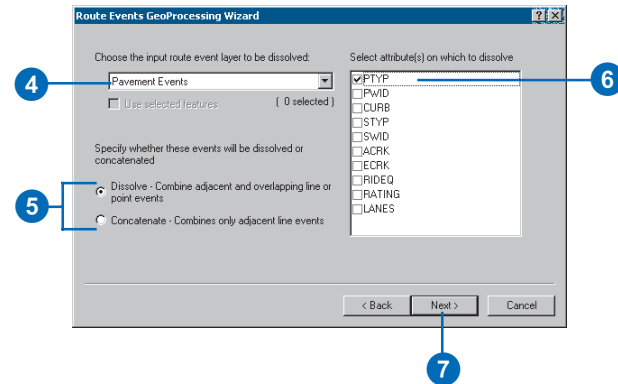 Route Events GeoProcessing Wizard
Choose the input route event layer to be dissolved:
Pavement Events
Use selected features
( 0 selected )
Specify whether these events will be dissolved or
concatenated
Dissolve - Combine adjacent and overlapping line or
point events
Concatenate - Combines only adjacent line events
Select attribute(s) on which to dissolve
PTYP
PWID
CURB
STYP
SWID
ACRK
ECRK
RIDEQ
RATING
LANES
< Back
Next >
Cancel
4
5
6
7